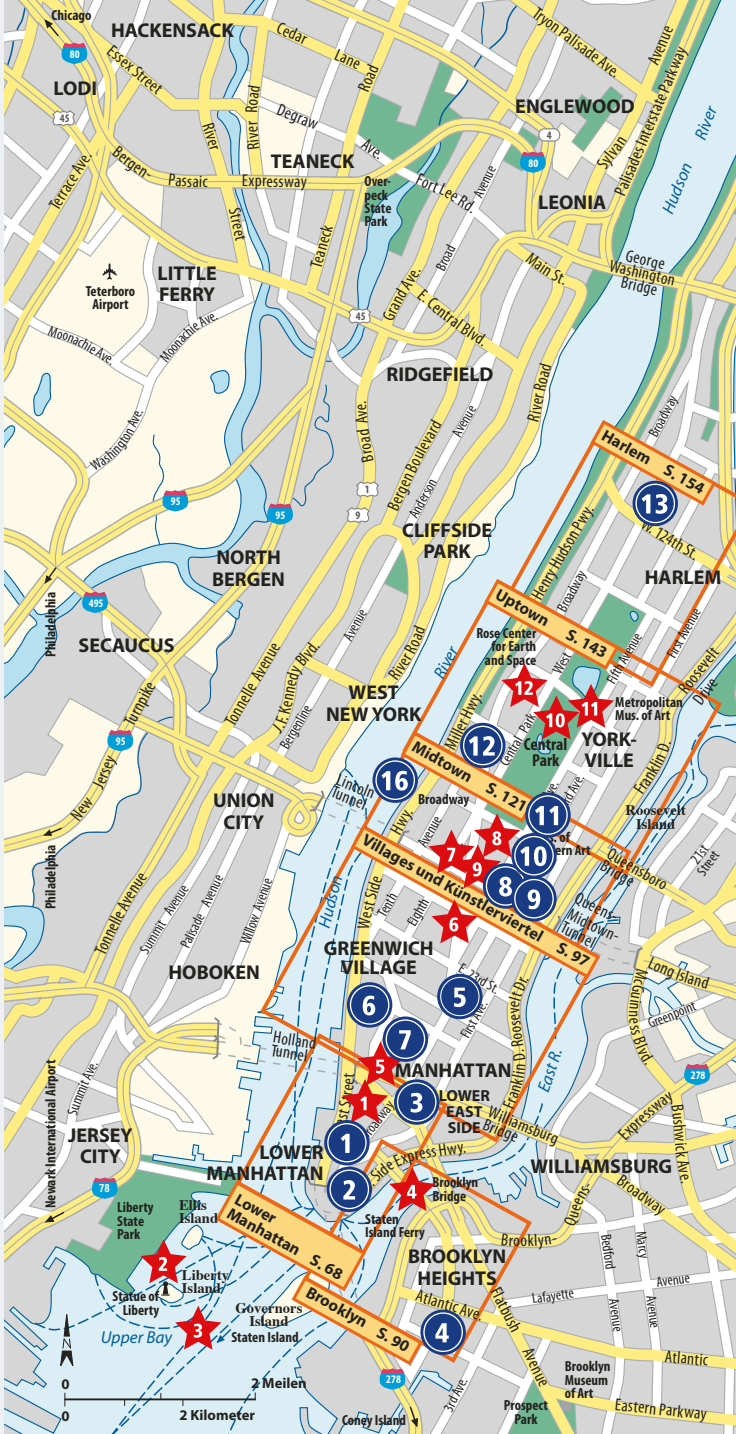 Chicago
HACKENSACK
Cedar
Lane
Road
Tryon Palisade Ave.
Avenue
Palisades Interstate Parkway
80
Essex Street
LODI
45
River
Road
River
Degraw
Ave.
ENGLEWOOD
4
Sylvan
Hudson
River
TEANECK
80
Terrace Ave.
Bergen-
Passaic
Expressway
Over-
peck
State
Park
Fort Lee Rd.
Avenue
LEONIA
Street
Teaneck
Broad
George
Washington
Bridge
Main St.
Teterboro
Airport
LITTLE
FERRY
Grand Ave.
E. Central Blvd.
45
Moonachie Ave.
Moonachie Ave.
RIDGEFIELD
River Road
Washington Ave.
Broad Ave.
Bergen Boulevard
Avenue
Anderson
Broadway
Harlem S. 154
1
9
95
95
13
CLIFFSIDE
PARK
W. 124th St.
Henry Hudson Pwy.
NORTH
BERGEN
HARLEM
495
Philadelphia
Broadway
Uptown S. 143
Avenue
First Avenue
SECAUCUS
River Road
River
Rose Center
for Earth
and Space
West
Fifth Avenue
Roosevelt
Drive
Tonnelle Avenue
J.F. Kennedy Blvd.
Bergenline
WEST
NEW YORK
12
11
10
Metropolitan
Mus. of Art
Turnpike
New Jersey
95
Miller Hwy.
12
Central Park
Central
Park
YORK-
VILLE
Franklin D.
Midtown S. 121
16
Lincoln
Tunnel
Broadway
UNION
CITY
11
Roosevelt
Island
Hwy.
Avenue
8
7
9
10
ern Art
21st
Street
Villages und Künstlerviertel S. 97
Queensboro
Bridge
Philadelphia
8
9
Queens-
Midtown-
Tunnel
Tonnelle Avenue
Summit Avenue
Palisade Avenue
Willow Avenue
Hudson
West Side
Tenth
Eighth
6
GREENWICH
VILLAGE
HOBOKEN
E. 23rd St.
Long Island
McGuinness Blvd.
Greenpoint
6
5
First Ave.
Franklin D. Roosevelt Dr.
7
Holland
Tunnel
East R.
5
MANHATTAN
278
Summit Ave.
1
3
LOWER
EAST
SIDE
Williamsburg
Bridge
Expressway
Bushwick Ave.
Newark International Airport
JERSEY
CITY
1
LOWER
MANHATTAN
Side Express Hwy.
WILLIAMSBURG
78
2
4
Brooklyn
Bridge
Broadway
Queens-
Liberty
State
Park
Ellis
Island
Lower
Manhattan S. 68
Staten
Island Ferry
Brooklyn-
BROOKLYN
HEIGHTS
Bedford
Avenue
Marcy
Avenue
2
Liberty
Island
Statue of
Liberty
Brooklyn S. 90
Lafayette
Avenue
Governors
Island
Atlantic Ave.
Flatbush
Avenue
Upper Bay
3
Staten Island
4
N
Atlantic
Brooklyn
Museum
of Art
278
0
2 Meilen
0
2 Kilometer
3rd Ave.
Prospect
Park
Eastern Parkway
Coney Island